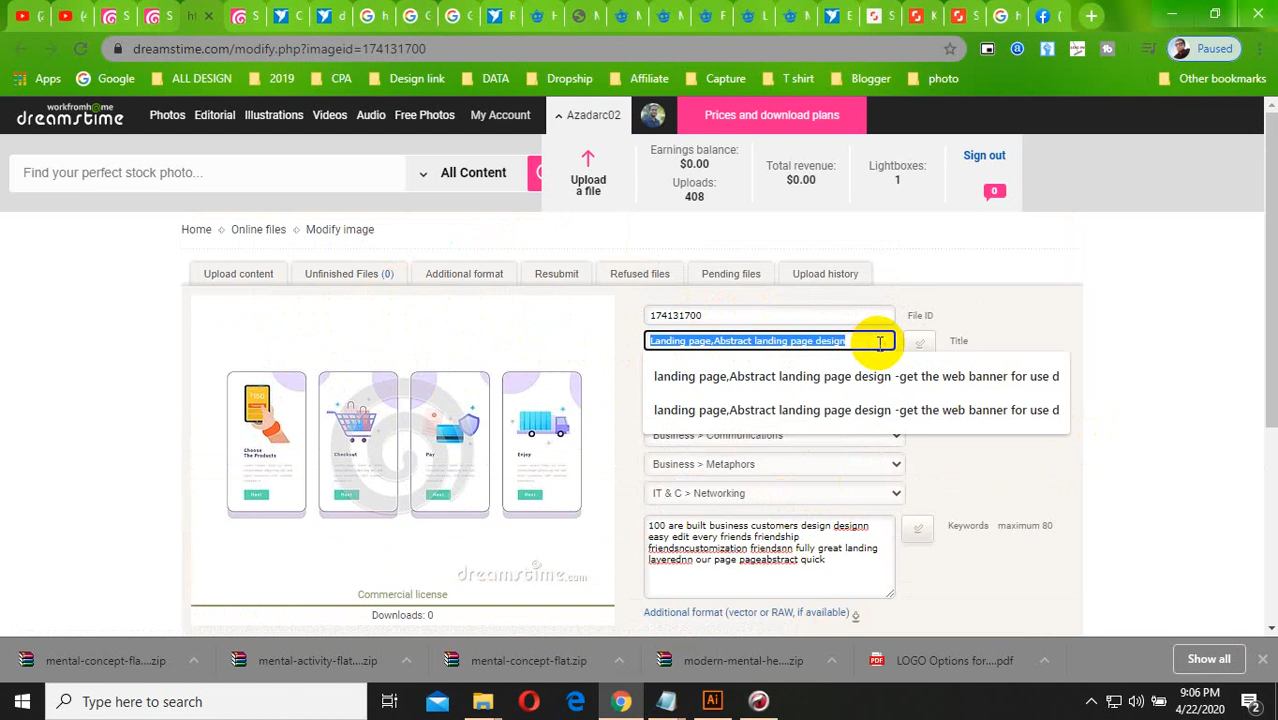 dreamstime.com/modify.php?imageid=174131700
Paused
Apps
Google
ALL DESIGN
2019
CPA
Design link
DATA
Dropship
Affiliate
Capture
T shirt
Blogger
photo
Other bookmarks
workfromh@me
dreamstime
Photos
Editorial
Illustrations
Videos
Audio
Free Photos
My Account
Azadarc02
Prices and download plans
Find your perfect stock photo...
All Content
Upload
a file
Earnings balance:
$0.00
Uploads:
408
Total revenue:
$0.00
Lightboxes:
1
Sign out
0
Home
Online files
Modify image
Upload content
Unfinished Files (0)
Additional format
Resubmit
Refused files
Pending files
Upload history
174131700
File ID
Landing page,Abstract landing page design
Title
landing page,Abstract landing page design -get the web banner for use d
landing page,Abstract landing page design -get the web banner for use d
Business > Communications
Business > Metaphors
IT & C > Networking
100 are built business customers design designn
easy edit every friends friendship
friendsncustomization friendsnn fully great landing
layerednn our page pageabstract quick
Keywords maximum 80
Additional format (vector or RAW, if available)
Choose
The Products
Next
Checkout
Next
Pay
Next
Enjoy
Next
dreamstime.com
Commercial license
Downloads: 0
mental-concept-fla....zip
mental-activity-flat....zip
mental-concept-flat.zip
modern-mental-he....zip
LOGO Options for....pdf
Show all
Type here to search
9:06 PM
4/22/2020
2